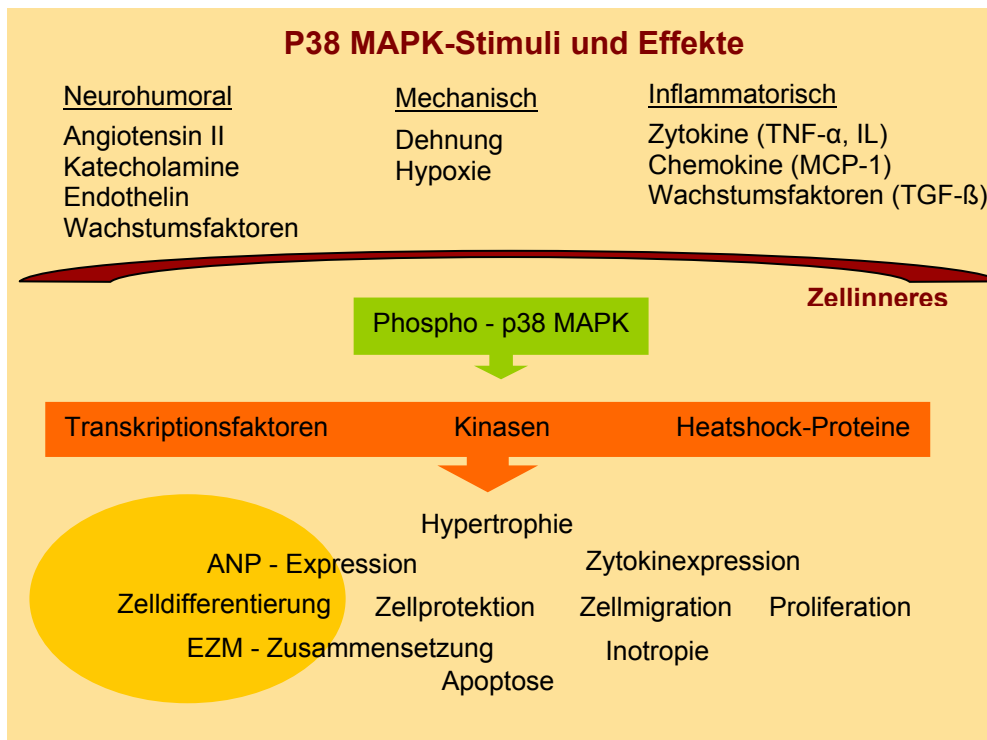 P38 MAPK-Stimuli und Effekte
Neurohumoral
Angiotensin II
Katecholamine
Endothelin
Wachstumsfaktoren
Mechanisch
Dehnung
Hypoxie
Inflammatorisch
Zytokine (TNF-α, IL)
Chemokine (MCP-1)
Wachstumsfaktoren (TGF-ß)
Zellinneres
Phospho - p38 MAPK
Transkriptionsfaktoren Kinasen Heatshock-Proteine
Hypertrophie
ANP - Expression Zytokinexpression
Zelldifferentierung Zellprotektion Zellmigration Proliferation
EZM - Zusammensetzung Inotropie
Apoptose